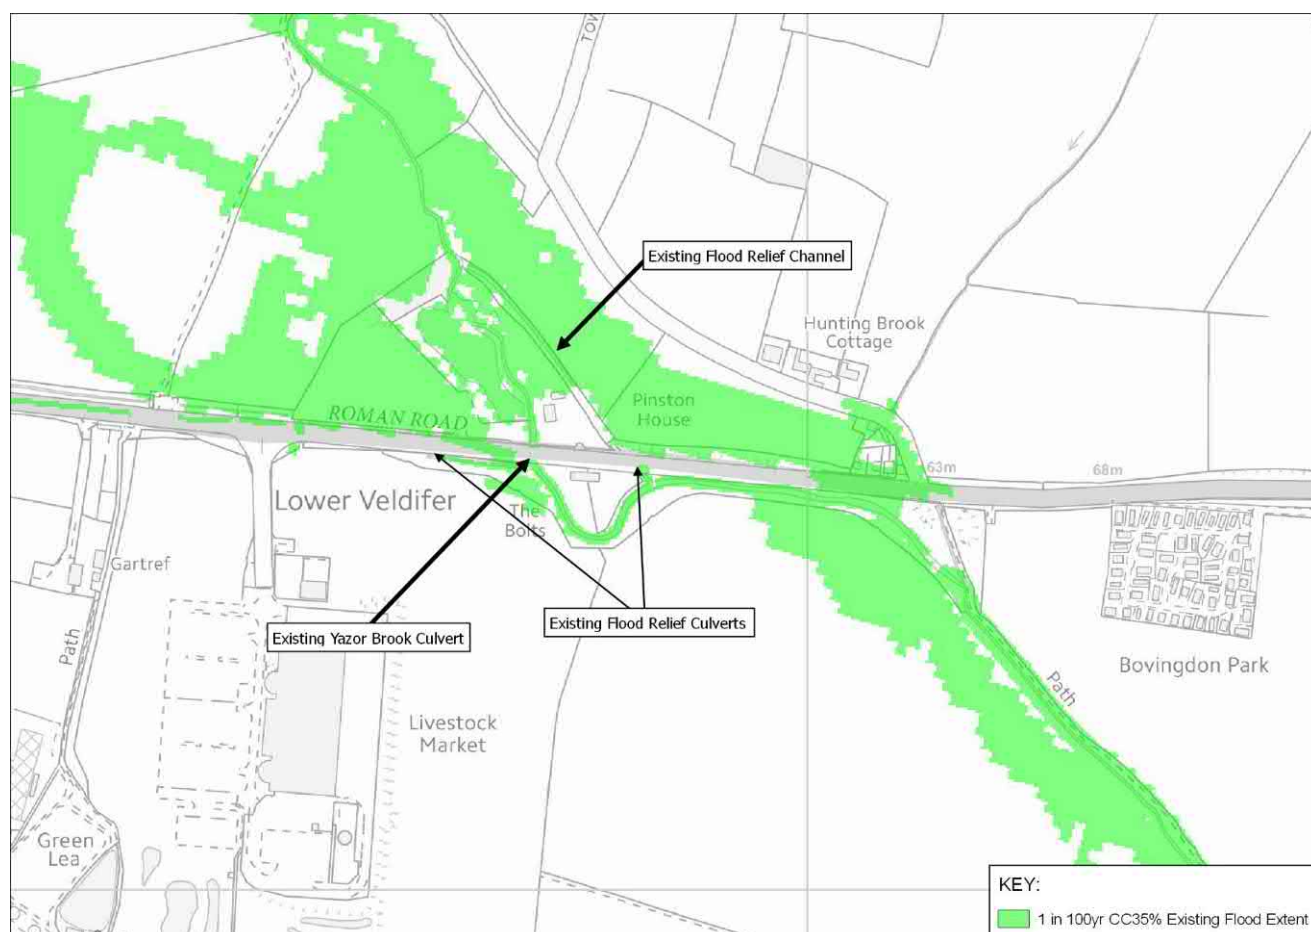 Tow
Existing Flood Relief Channel
Hunting Brook
Cottage
Pinston
House
ROMAN ROAD
63m
68m
Lower Veldifer
The
Bolts
Gartref
Existing Yazor Brook Culvert
Existing Flood Relief Culverts
Path
Path
Bovingdon Park
Livestock
Market
Green
Lea
KEY:
1 in 100yr CC35% Existing Flood Extent